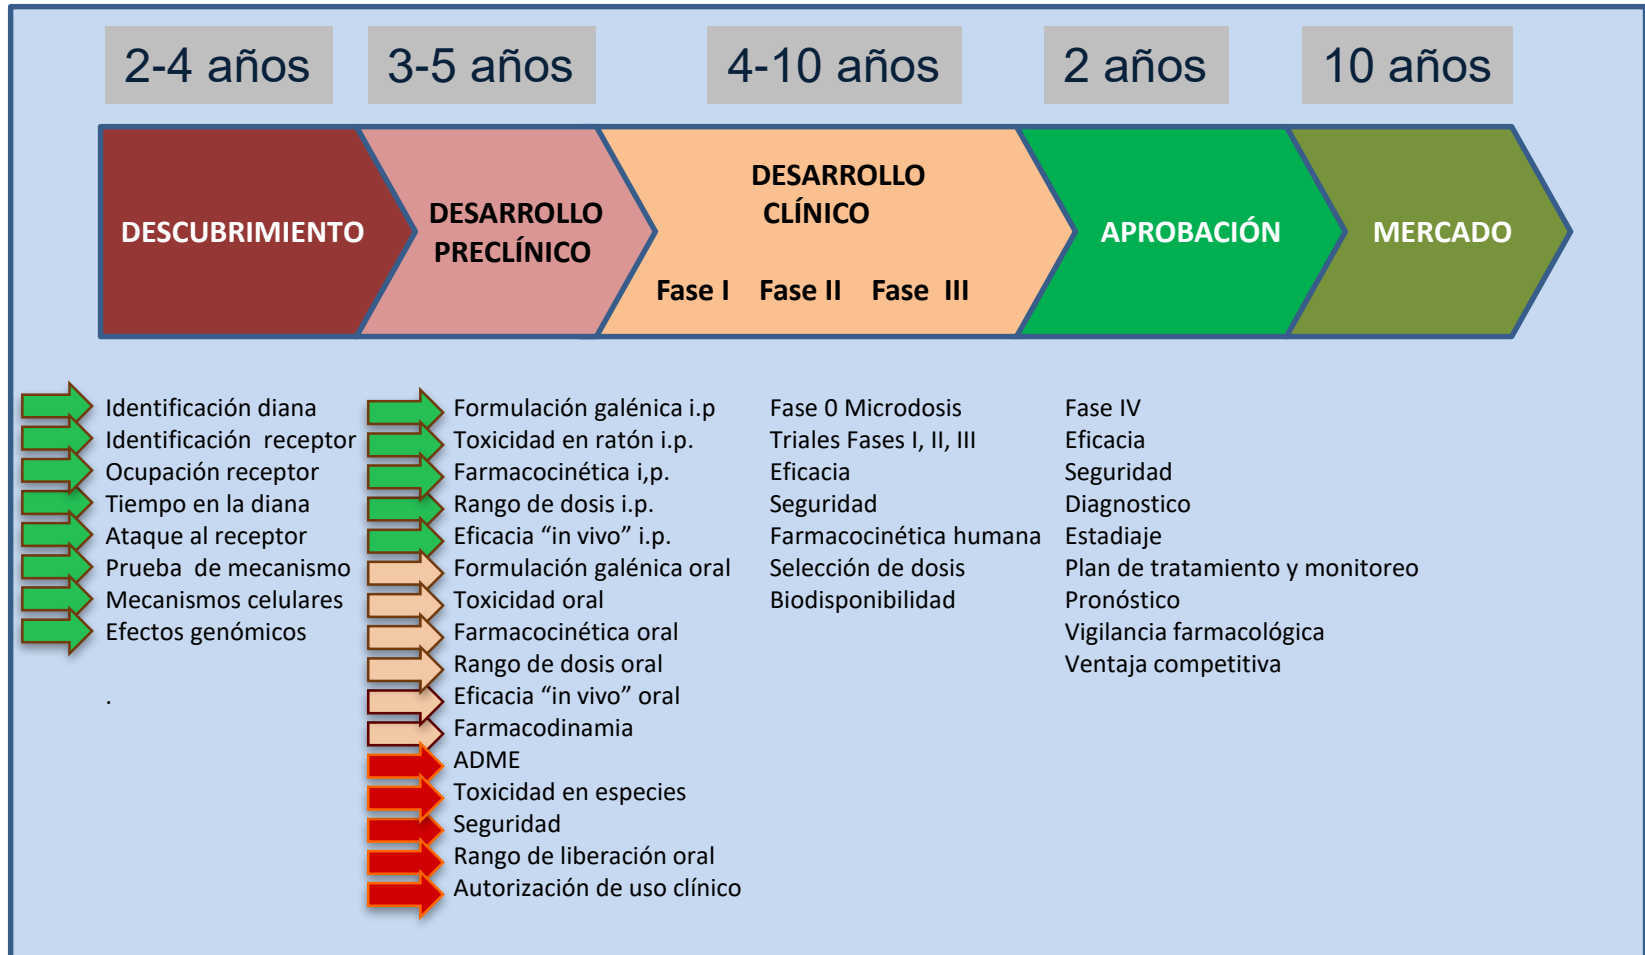 2-4 años
3-5 años
4-10 años
2 años
10 años
DESCUBRIMIENTO
DESARROLLO
PRECLÍNICO
DESARROLLO
CLÍNICO
Fase I Fase II Fase III
APROBACIÓN
MERCADO
Identificación diana
Identificación receptor
Ocupación receptor
Tiempo en la diana
Ataque al receptor
Prueba de mecanismo
Mecanismos celulares
Efectos genómicos
.
Formulación galénica i.p
Toxicidad en ratón i.p.
Farmacocinética i,p.
Rango de dosis i.p.
Eficacia “in vivo” i.p.
Formulación galénica oral
Toxicidad oral
Farmacocinética oral
Rango de dosis oral
Eficacia “in vivo” oral
Farmacodinamia
ADME
Toxicidad en especies
Seguridad
Rango de liberación oral
Autorización de uso clínico
Fase 0 Microdosis
Triales Fases I, II, III
Eficacia
Seguridad
Farmacocinética humana
Selección de dosis
Biodisponibilidad
Fase IV
Eficacia
Seguridad
Diagnostico
Estadiaje
Plan de tratamiento y monitoreo
Pronóstico
Vigilancia farmacológica
Ventaja competitiva